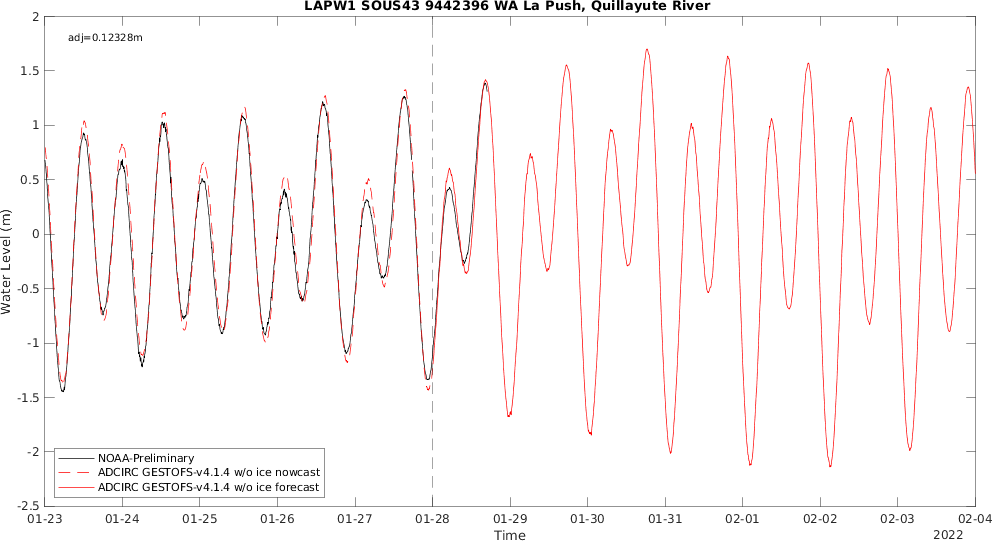 LAPW1 SOUS43 9442396 WA La Push, Quillayute River
adj=0.12328m
2
1.5
1
0.5
0
-0.5
-1
-1.5
-2
-2.5
Water Level (m)
NOAA-Preliminary
ADCIRC GESTOFS-v4.1.4 w/o ice nowcast
ADCIRC GESTOFS-v4.1.4 w/o ice forecast
01-23 01-24 01-25 01-26 01-27 01-28 01-29 01-30 01-31 02-01 02-02 02-03 02-04
Time
2022